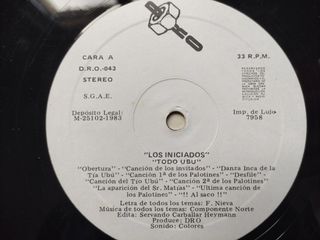 CARA A
33 R.P.M.
D.R.O.-043
STEREO
S.G.A.E.
Depósito Legal:
M-25102-1983
Imp. de Lujo
7958
"LOS INICIADOS"
"TODO UBU"
"Obertura" - "Canción de los invitados" - "Danza Inca de la
Tía Ubú" - "Canción 1ª de los Palotines" - "Desfile" -
"Canción del Tío Ubú" - "Canción 2ª de los Palotines"
"La aparición del Sr. Matías" - "Ultima canción de
los Palotines" - "!! Al saco !!"
Letra de todos los temas: F. Nieva
Música de todos los temas: Componente Norte
Edita: Servando Carballar Heymann
Produce: DRO
Sonido: Colores